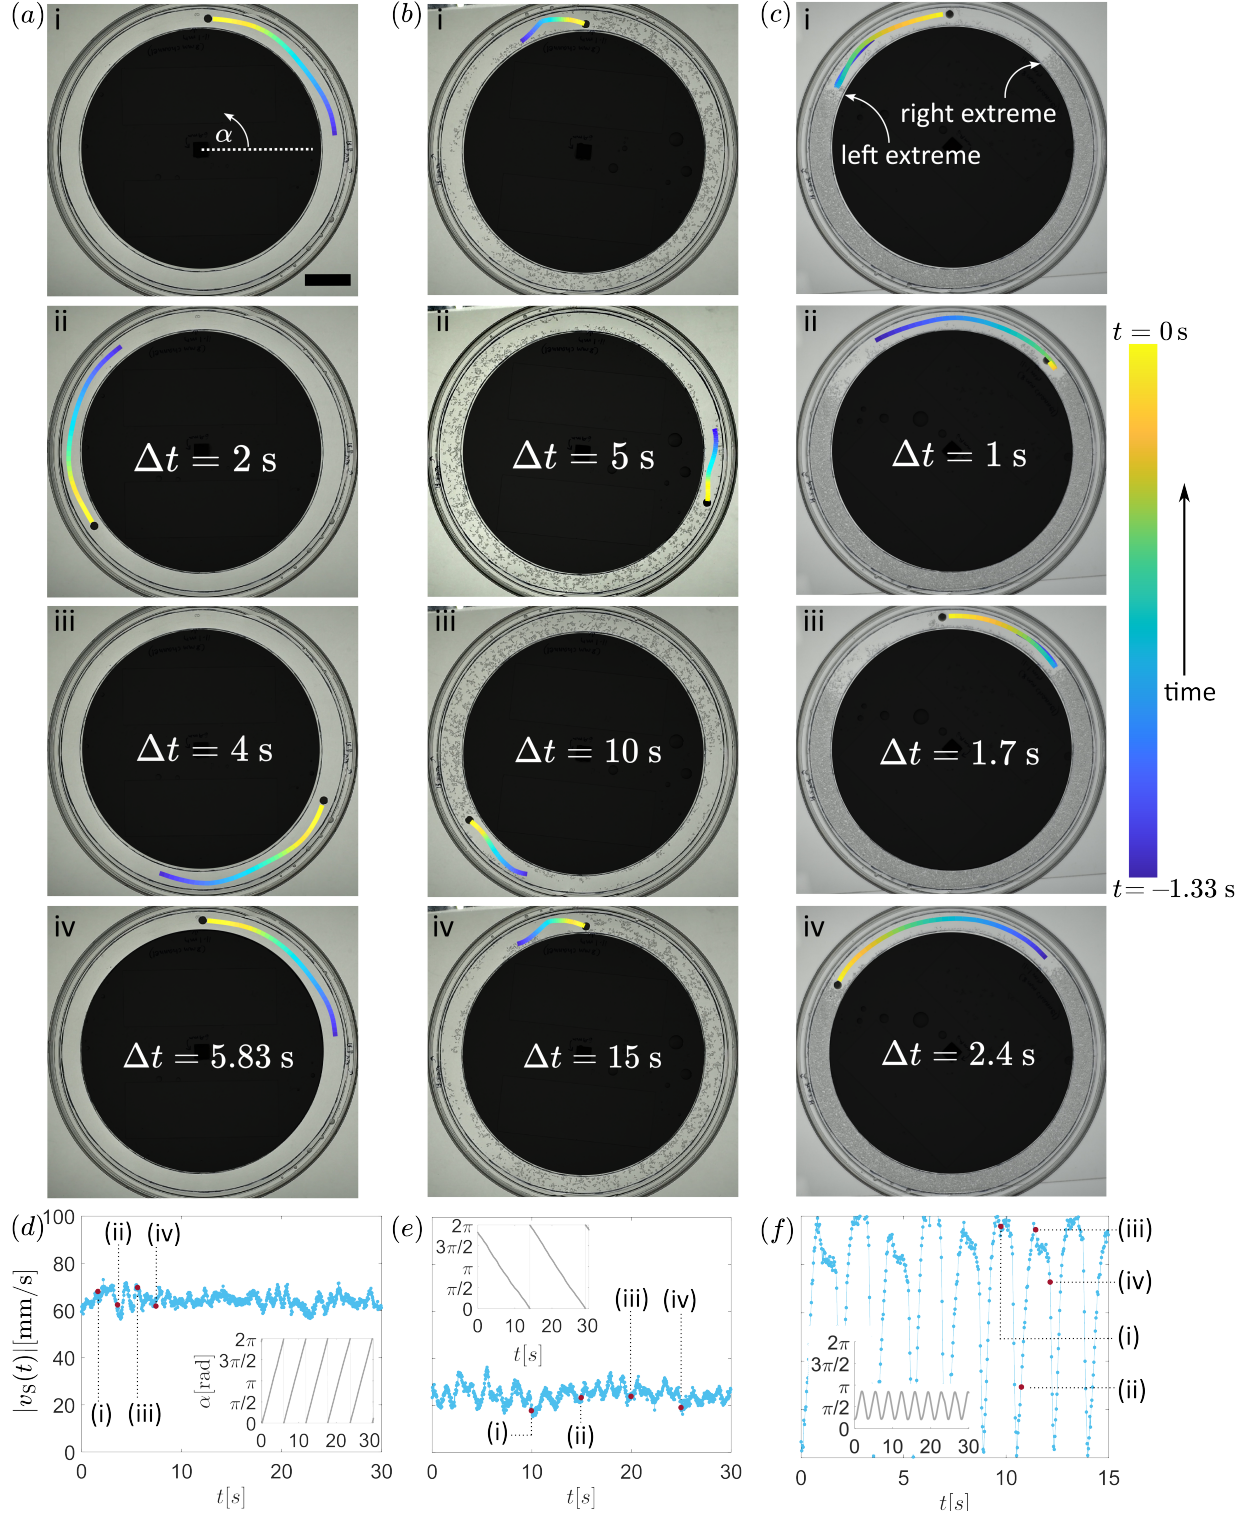 (a)
i
α
(b)
i
(c)
i
right extreme
left extreme
ii
Δt = 2 s
ii
Δt = 5 s
ii
Δt = 1 s
t = 0 s
time
t = −1.33 s
iii
Δt = 4 s
iii
Δt = 10 s
iii
Δt = 1.7 s
iv
Δt = 5.83 s
iv
Δt = 15 s
iv
Δt = 2.4 s
(d)
|v_S(t)|[mm/s]
100
80
60
40
20
0
(ii)
(iv)
(i)
(iii)
α[rad]
2π
3π/2
π
π/2
0
0 10 20 30
0 10 20 30
t[s]
(e)
2π
3π/2
π
π/2
0
0 10 20 30
t[s]
(iii)
(iv)
(i)
(ii)
0 10 20 30
t[s]
(f)
(iii)
(iv)
(i)
(ii)
2π
3π/2
π
π/2
0 10 20 30
0 5 10 15
t[s]